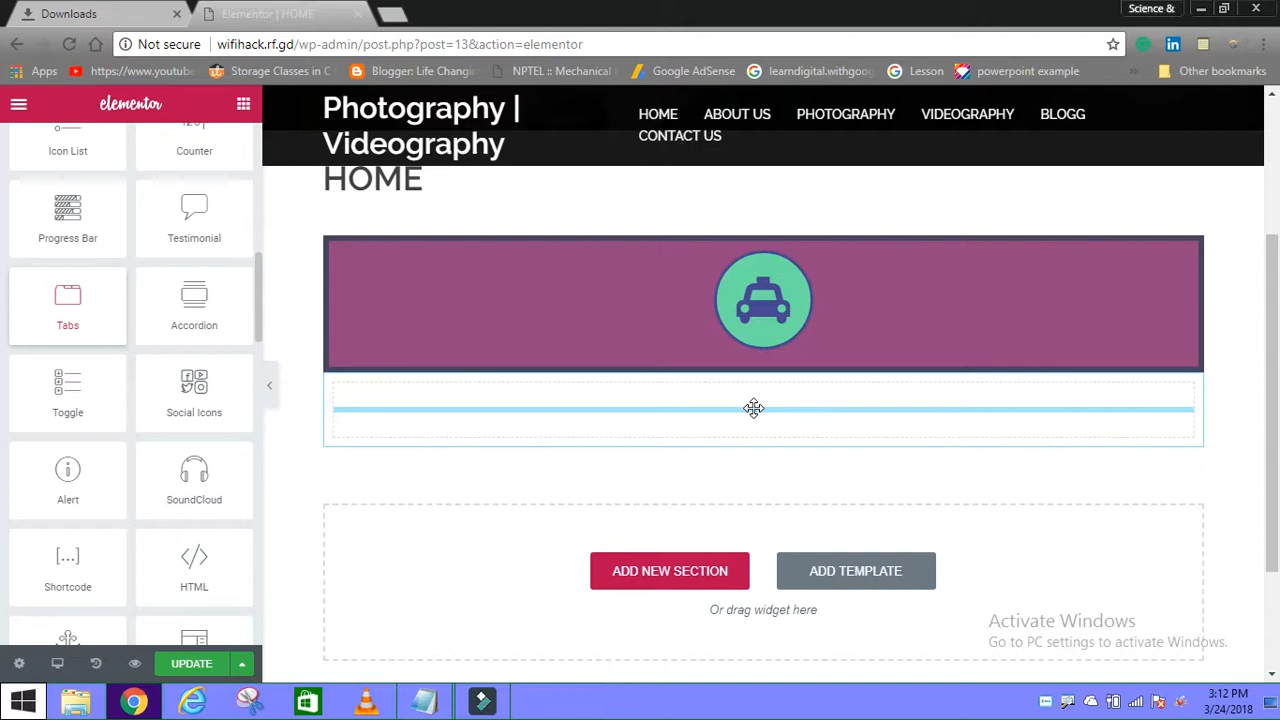 Downloads
Elementor | HOME
Science &
Not secure
wifihack.rf.gd/wp-admin/post.php?post=13&action=elementor
Apps
https://www.youtube
Storage Classes in C
Blogger: Life Changin
NPTEL :: Mechanical
Google AdSense
learndigital.withgoog
Lesson
powerpoint example
Other bookmarks
elementor
Photography |
Videography
HOME
ABOUT US
PHOTOGRAPHY
VIDEOGRAPHY
BLOGG
CONTACT US
HOME
Icon List
Counter
Progress Bar
Testimonial
Tabs
Accordion
Toggle
Social Icons
Alert
SoundCloud
Shortcode
HTML
ADD NEW SECTION
ADD TEMPLATE
Or drag widget here
Activate Windows
Go to PC settings to activate Windows.
UPDATE
3:12 PM
3/24/2018